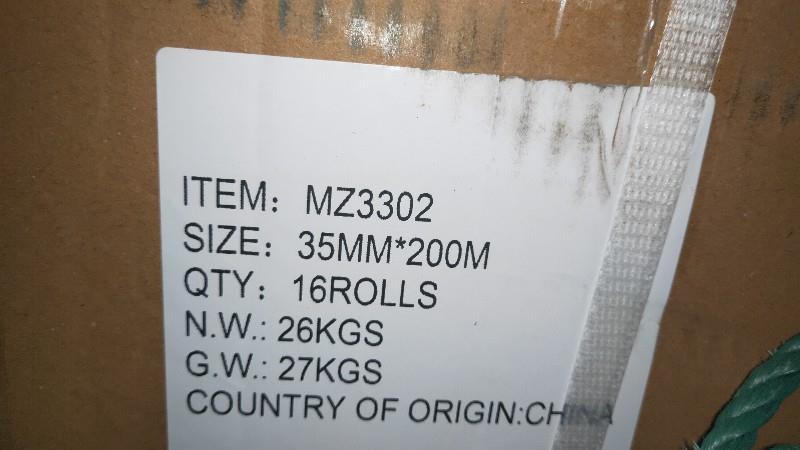 ITEM： MZ3302
SIZE： 35MM*200M
QTY： 16ROLLS
N.W.: 26KGS
G.W.: 27KGS
COUNTRY OF ORIGIN:CHINA